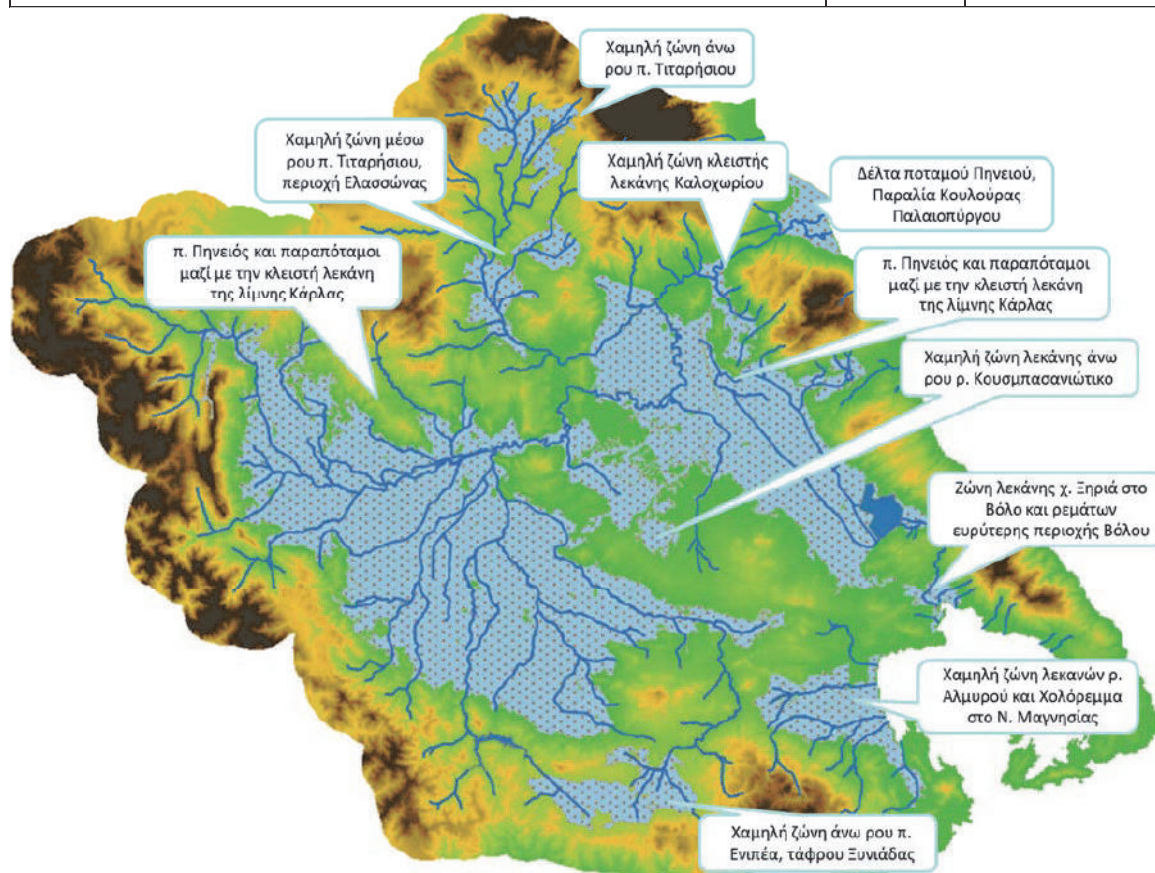 Χαμηλή ζώνη άνω
ρου π. Τιταρήσιου
Χαμηλή ζώνη μέσω
ρου π. Τιταρήσιου,
περιοχή Ελασσώνας
Χαμηλή ζώνη κλειστής
λεκάνης Καλοχωρίου
Δέλτα ποταμού Πηνειού,
Παραλία Κουλούρας
Παλαιοπύργου
π. Πηνειός και παραπόταμοι
μαζί με την κλειστή λεκάνη
της λίμνης Κάρλας
π. Πηνειός και παραπόταμοι
μαζί με την κλειστή λεκάνη
της λίμνης Κάρλας
Χαμηλή ζώνη λεκάνης άνω
ρου ρ. Κουσμπασανιώτικο
Ζώνη λεκάνης χ. Ξηριά στο
Βόλο και ρεμάτων
ευρύτερης περιοχής Βόλου
Χαμηλή ζώνη λεκανών ρ.
Αλμυρού και Χολόρεμμα
στο Ν. Μαγνησίας
Χαμηλή ζώνη άνω ρου π.
Ενιπέα, τάφρου Ξυνιάδας